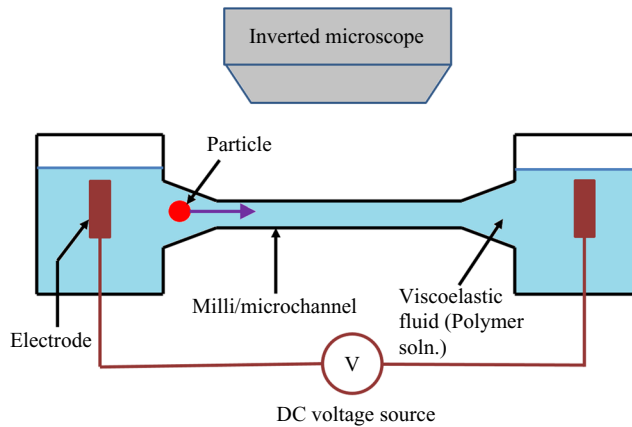 Inverted microscope
Particle
Milli/microchannel
Electrode
Viscoelastic
fluid (Polymer
soln.)
V
DC voltage source